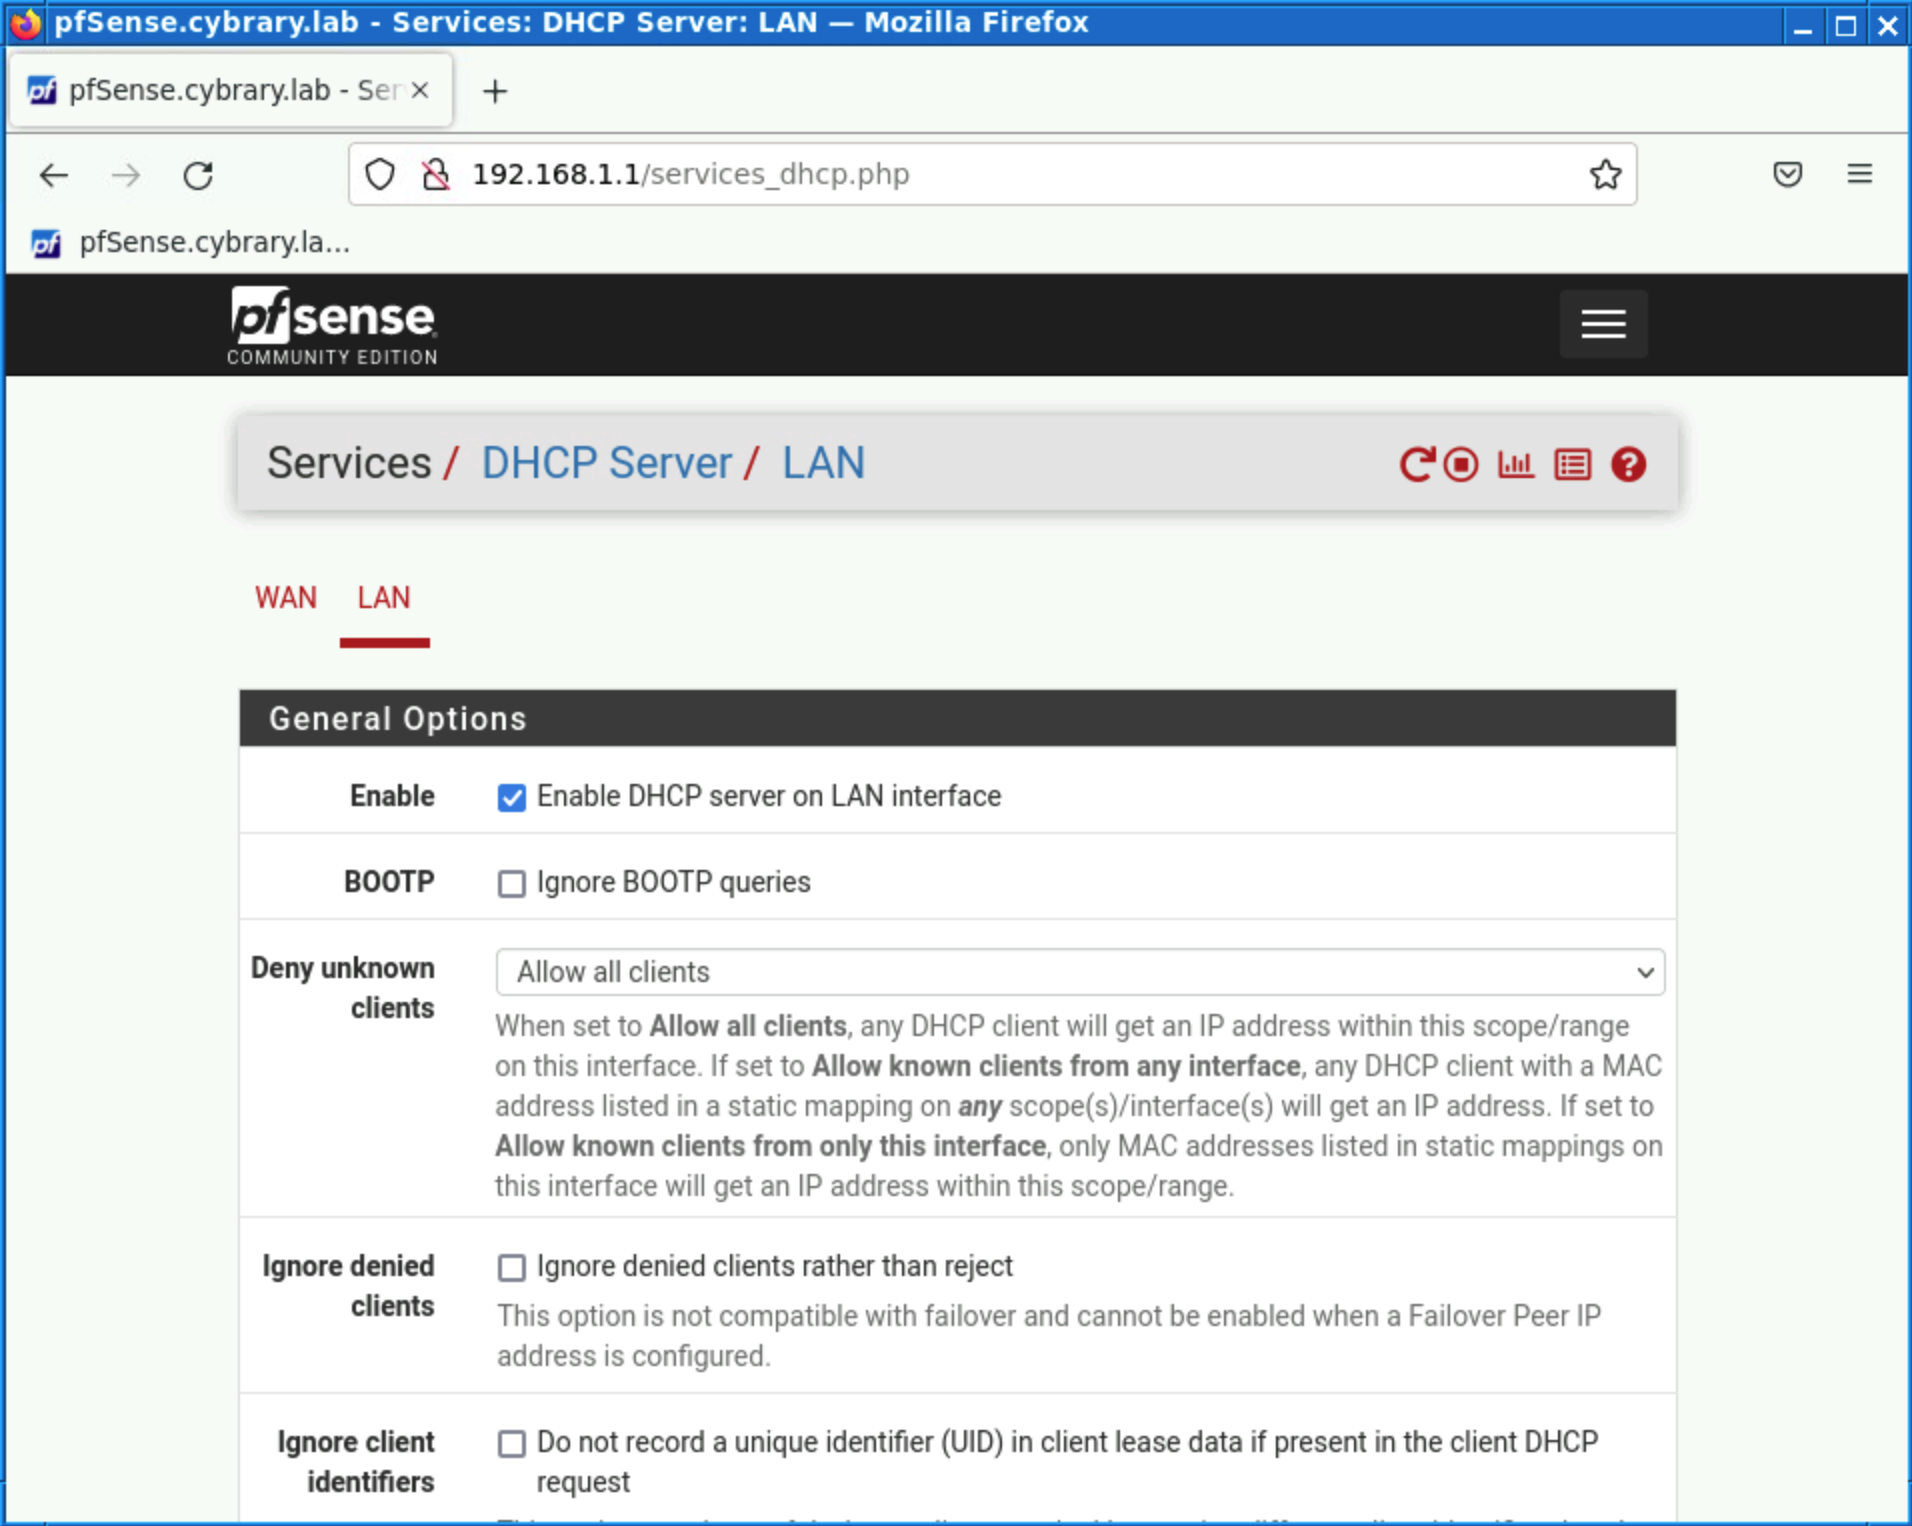 pfSense.cybrary.lab - Services: DHCP Server: LAN — Mozilla Firefox
pfSense.cybrary.lab - Ser
192.168.1.1/services_dhcp.php
pfSense.cybrary.la...
pfsense
COMMUNITY EDITION
Services / DHCP Server / LAN
WAN LAN
General Options
Enable Enable DHCP server on LAN interface
BOOTP Ignore BOOTP queries
Deny unknown clients
Allow all clients
When set to Allow all clients, any DHCP client will get an IP address within this scope/range
on this interface. If set to Allow known clients from any interface, any DHCP client with a MAC
address listed in a static mapping on any scope(s)/interface(s) will get an IP address. If set to
Allow known clients from only this interface, only MAC addresses listed in static mappings on
this interface will get an IP address within this scope/range.
Ignore denied clients
Ignore denied clients rather than reject
This option is not compatible with failover and cannot be enabled when a Failover Peer IP
address is configured.
Ignore client identifiers
Do not record a unique identifier (UID) in client lease data if present in the client DHCP
request